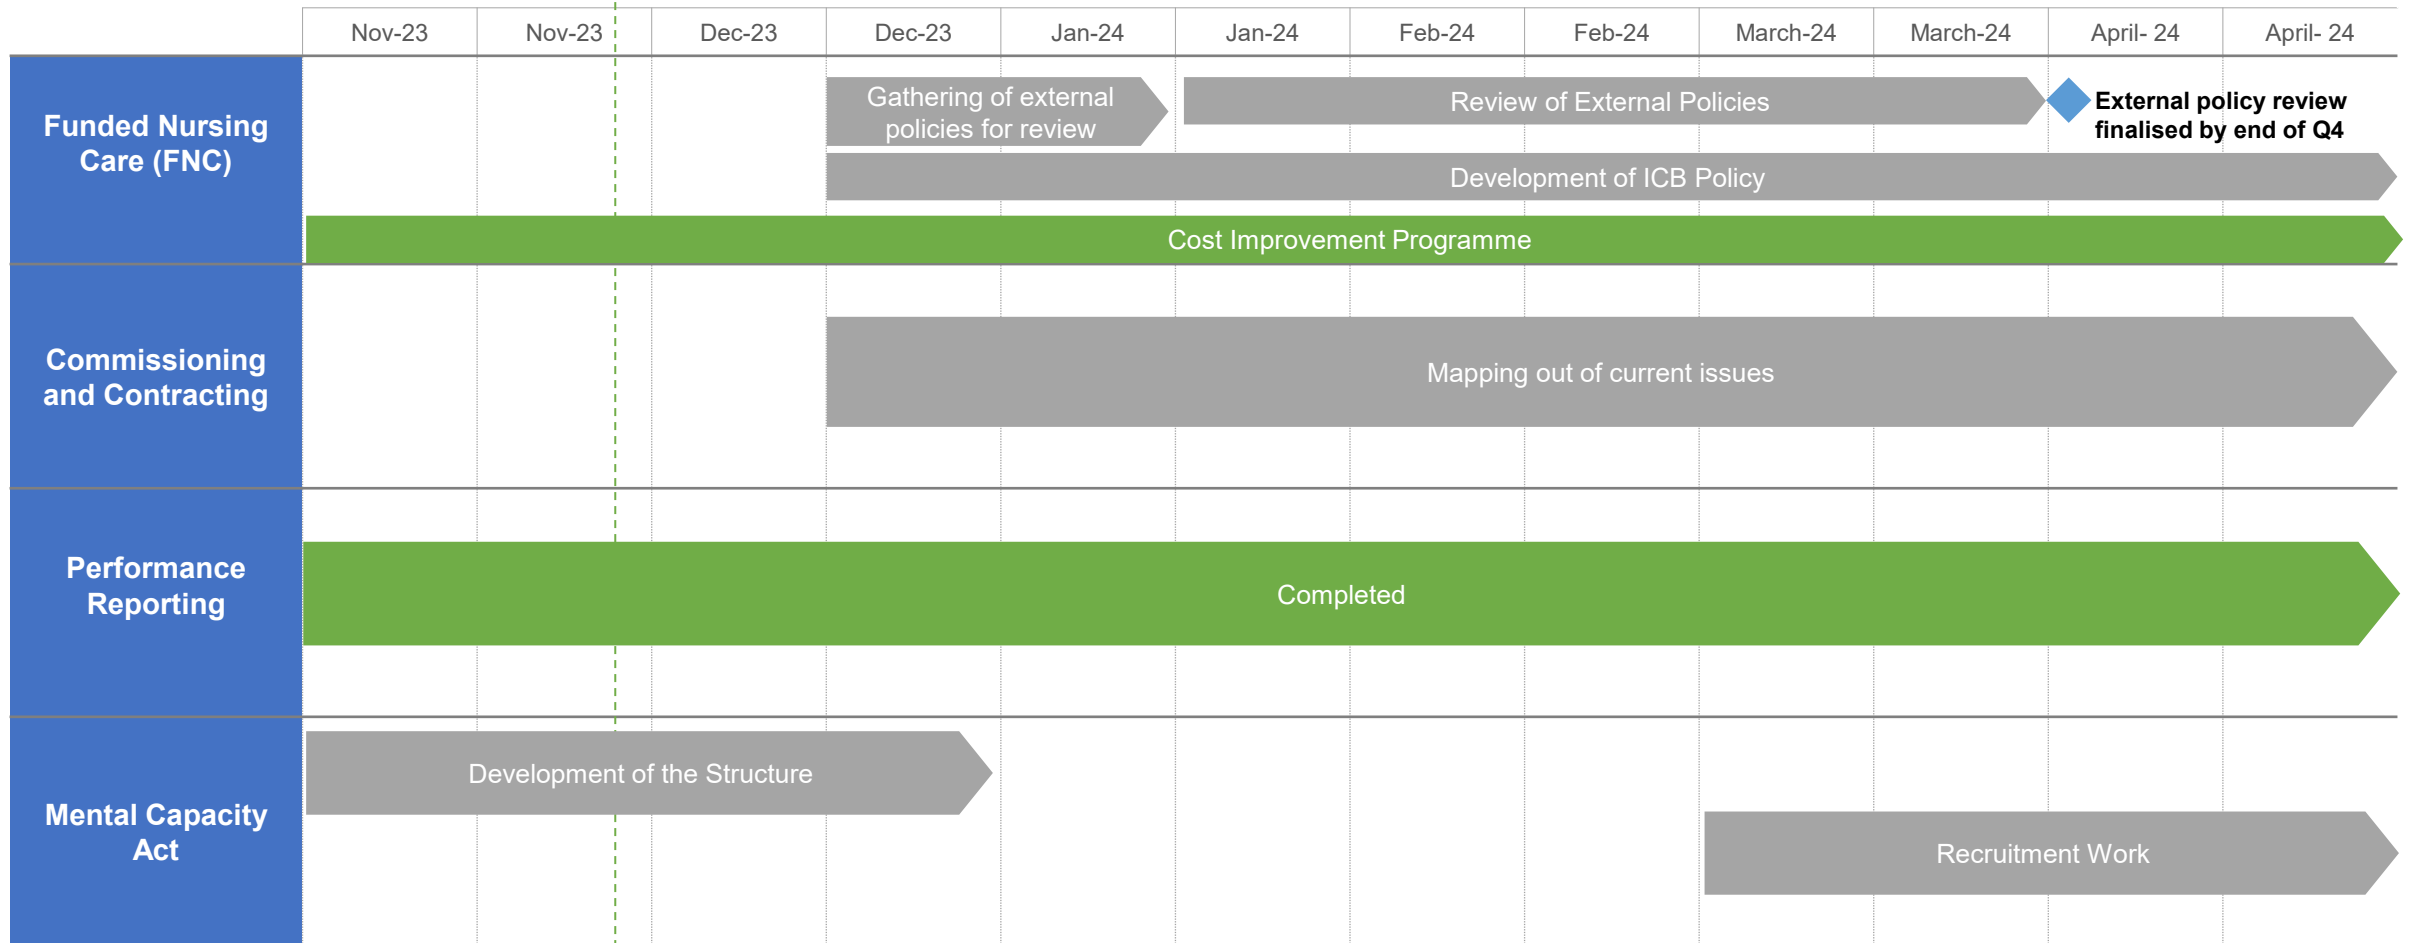 Nov-23 Nov-23 Dec-23 Dec-23 Jan-24 Jan-24 Feb-24 Feb-24 March-24 March-24 April- 24 April- 24
Funded Nursing
Care (FNC)
Gathering of external
policies for review
Review of External Policies
External policy review
finalised by end of Q4
Development of ICB Policy
Cost Improvement Programme
Commissioning
and Contracting
Mapping out of current issues
Performance
Reporting
Completed
Mental Capacity
Act
Development of the Structure
Recruitment Work